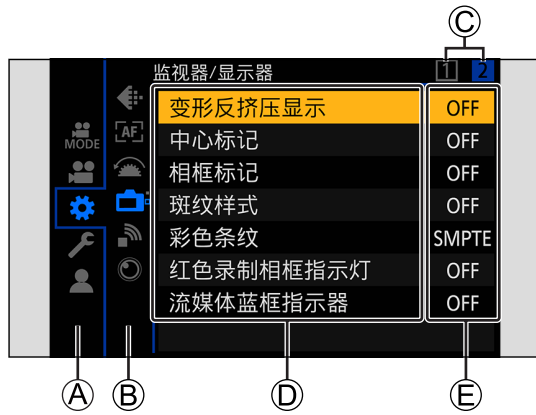 Ⓒ
监视器/显示器 1 2
变形反挤压显示 OFF
AF
中心标记 OFF
MODE
相框标记 OFF
斑纹样式 OFF
彩色条纹 SMPTE
红色录制相框指示灯 OFF
流媒体蓝框指示器 OFF
Ⓐ Ⓑ Ⓓ Ⓔ